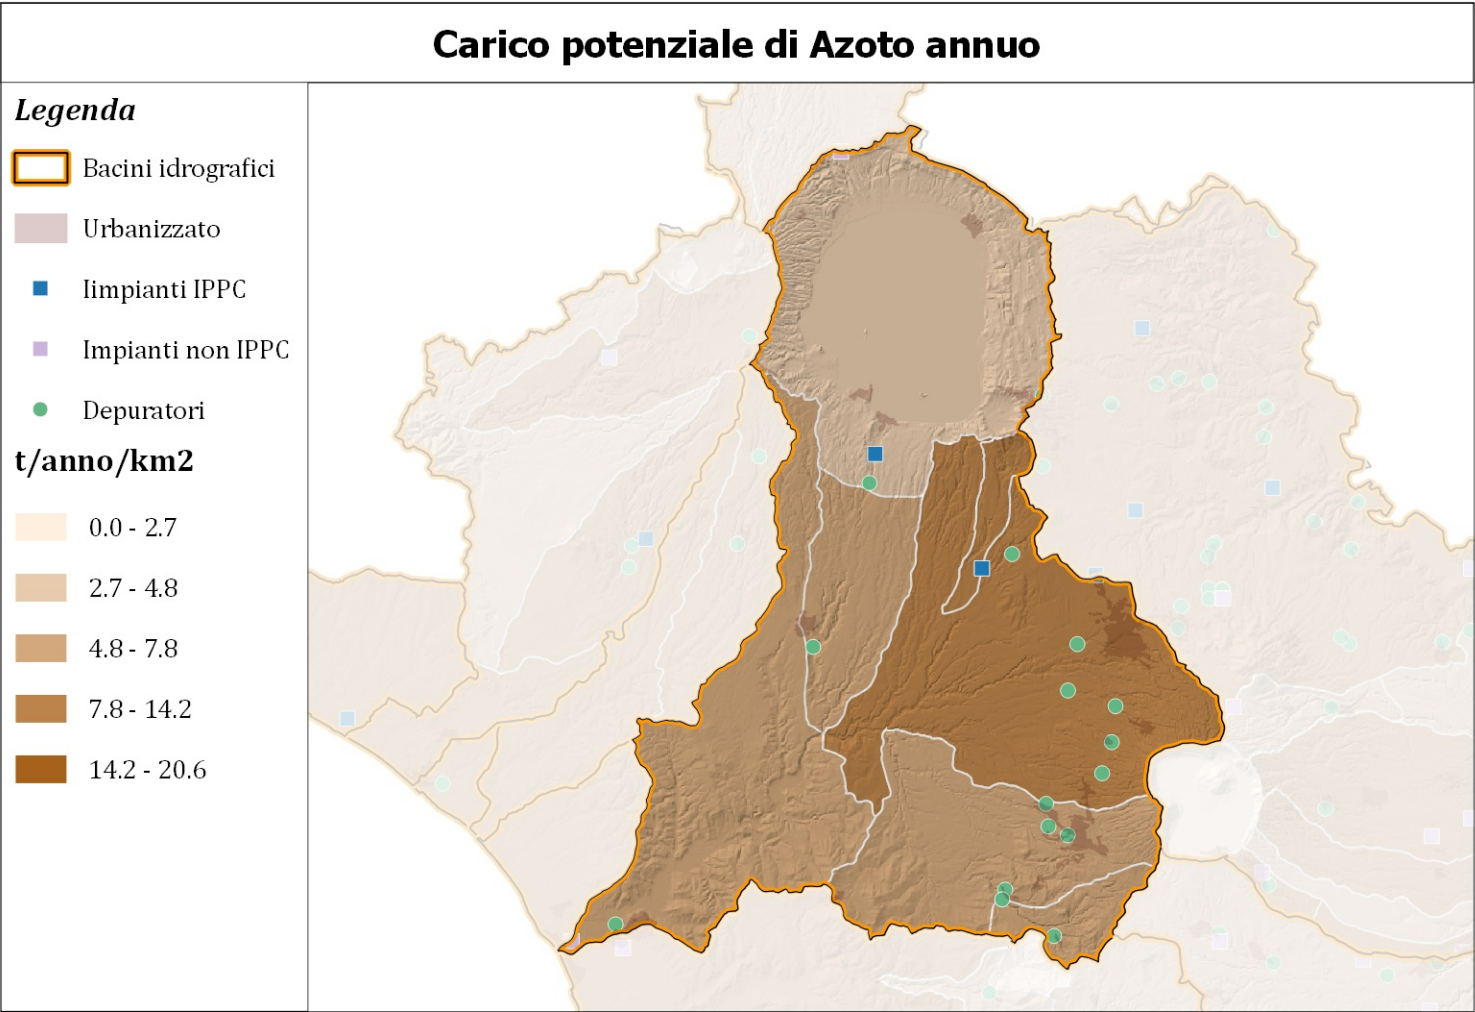 Carico potenziale di Azoto annuo
Legenda
Bacini idrografici
Urbanizzato
Iimpianti IPPC
Impianti non IPPC
Depuratori
t/anno/km2
0.0 - 2.7
2.7 - 4.8
4.8 - 7.8
7.8 - 14.2
14.2 - 20.6